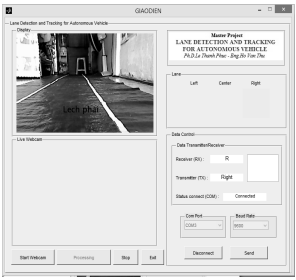 GIAODIEN
Lane Detection and Tracking for Autonomous Vehicle
Display
Lech phai
Live Webcam
Start Webcam
Processing
Stop
Exit
Master Project
LANE DETECTION AND TRACKING
FOR AUTONOMOUS VEHICLE
Ph.D.Le Thanh Phuc - Eng.Ho Van Thu
Lane
Left Center Right
Data Control
Data Transmitter/Receiver
Receiver (RX) : R
Transmitter (TX) : Right
Status connect (COM) : Connected
Com Port
COM3
Baud Rate
9600
Disconnect
Send